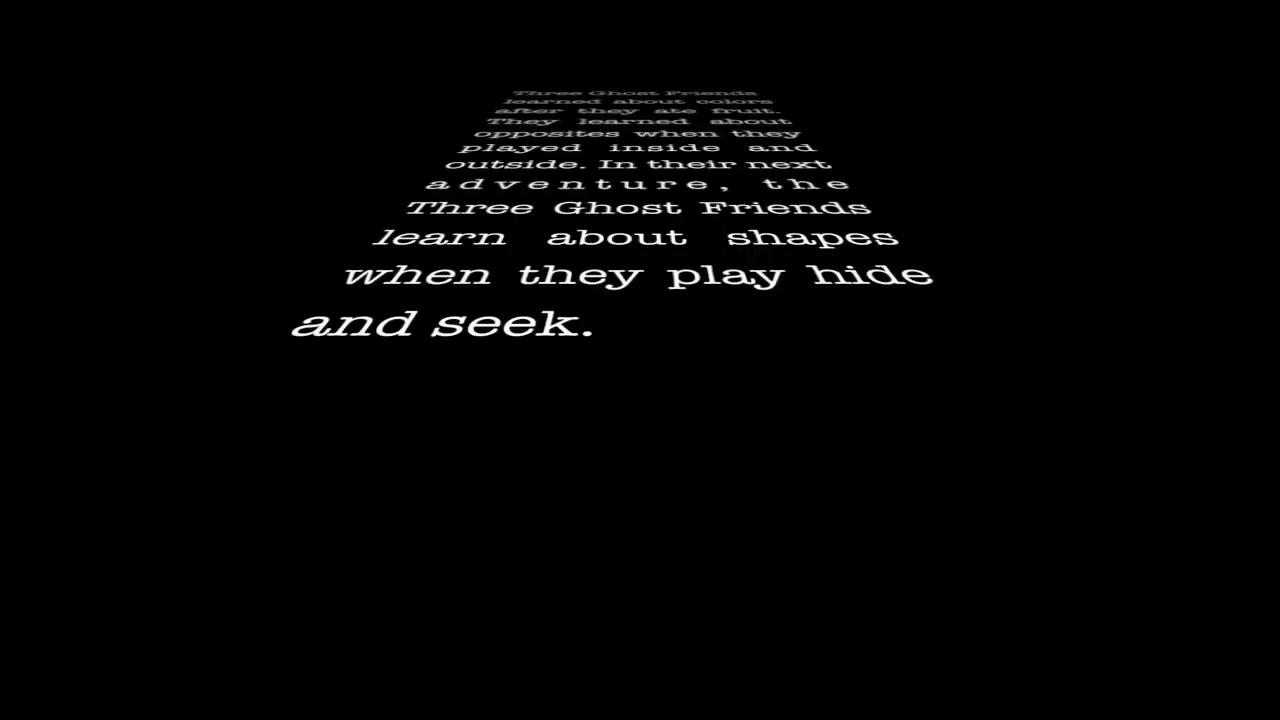 Three Ghost Friends
learned about colors
after they ate fruit.
They learned about
opposites when they
played inside and
outside. In their next
adventure, the
Three Ghost Friends
learn about shapes
when they play hide
and seek.